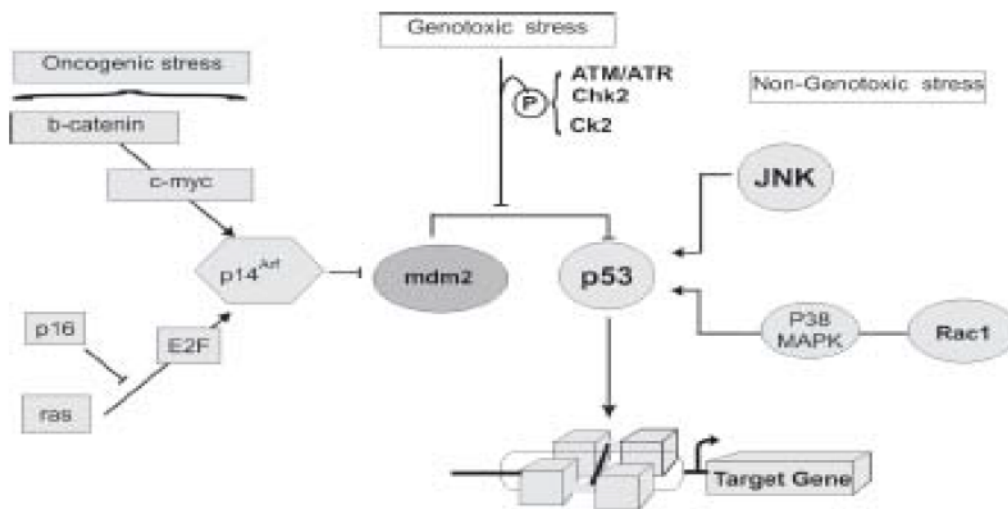 Genotoxic stress
Oncogenic stress
ATM/ATR
Chk2
Ck2
P
Non-Genotoxic stress
b-catenin
c-myc
JNK
p14Arf
mdm2
p53
p16
E2F
P38
MAPK
Rac1
ras
Target Gene